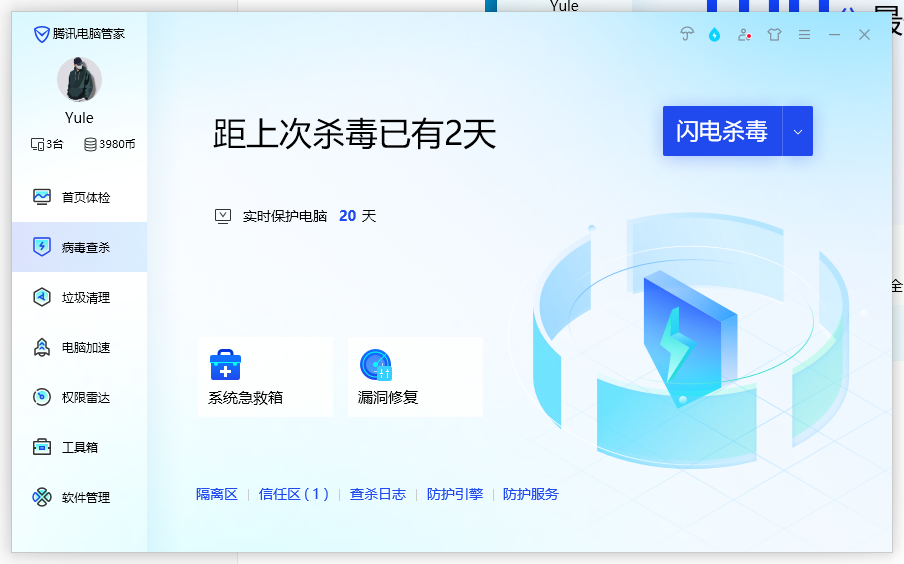 Yule
最
腾讯电脑管家
Yule
3台 3980币
首页体检
病毒查杀
垃圾清理
电脑加速
权限雷达
工具箱
软件管理
距上次杀毒已有2天
闪电杀毒
实时保护电脑 20 天
全
系统急救箱
漏洞修复
隔离区 信任区 ( 1 ) 查杀日志 防护引擎 防护服务